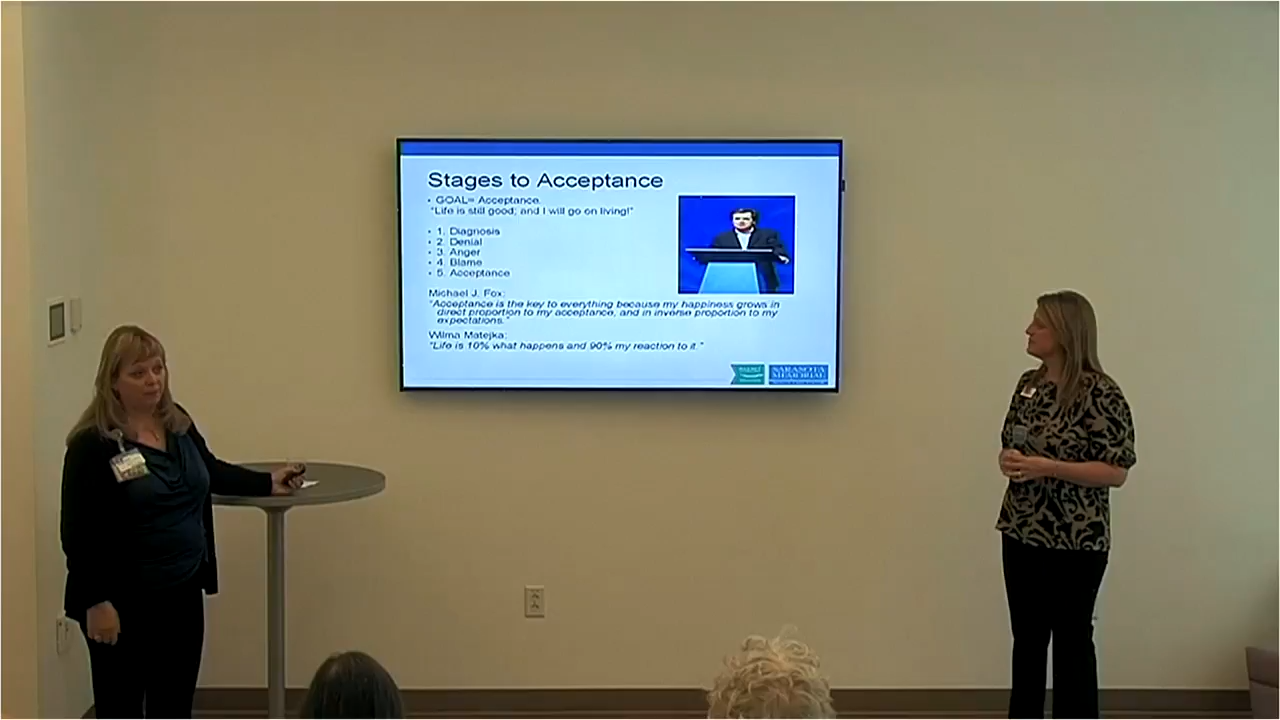 Stages to Acceptance
• GOAL= Acceptance.
"Life is still good; and I will go on living!"
• 1. Diagnosis
• 2. Denial
• 3. Anger
• 4. Blame
• 5. Acceptance
Michael J. Fox:
"Acceptance is the key to everything because my happiness grows in
direct proportion to my acceptance, and in inverse proportion to my
expectations."
Wilma Matejka:
"Life is 10% what happens and 90% my reaction to it."
SARASOTA
MEMORIAL